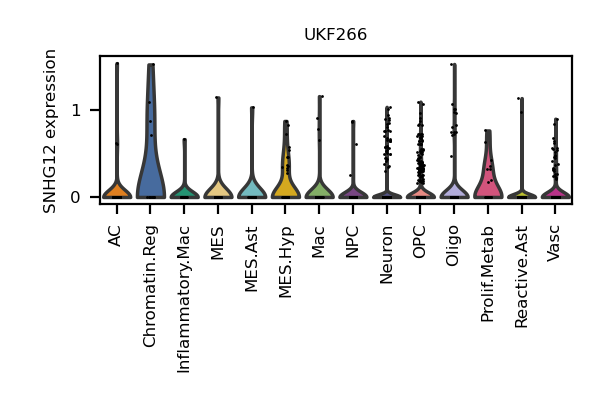 UKF266
SNHG12 expression
1
0
AC
Chromatin.Reg
Inflammatory.Mac
MES
MES.Ast
MES.Hyp
Mac
NPC
Neuron
OPC
Oligo
Prolif.Metab
Reactive.Ast
Vasc